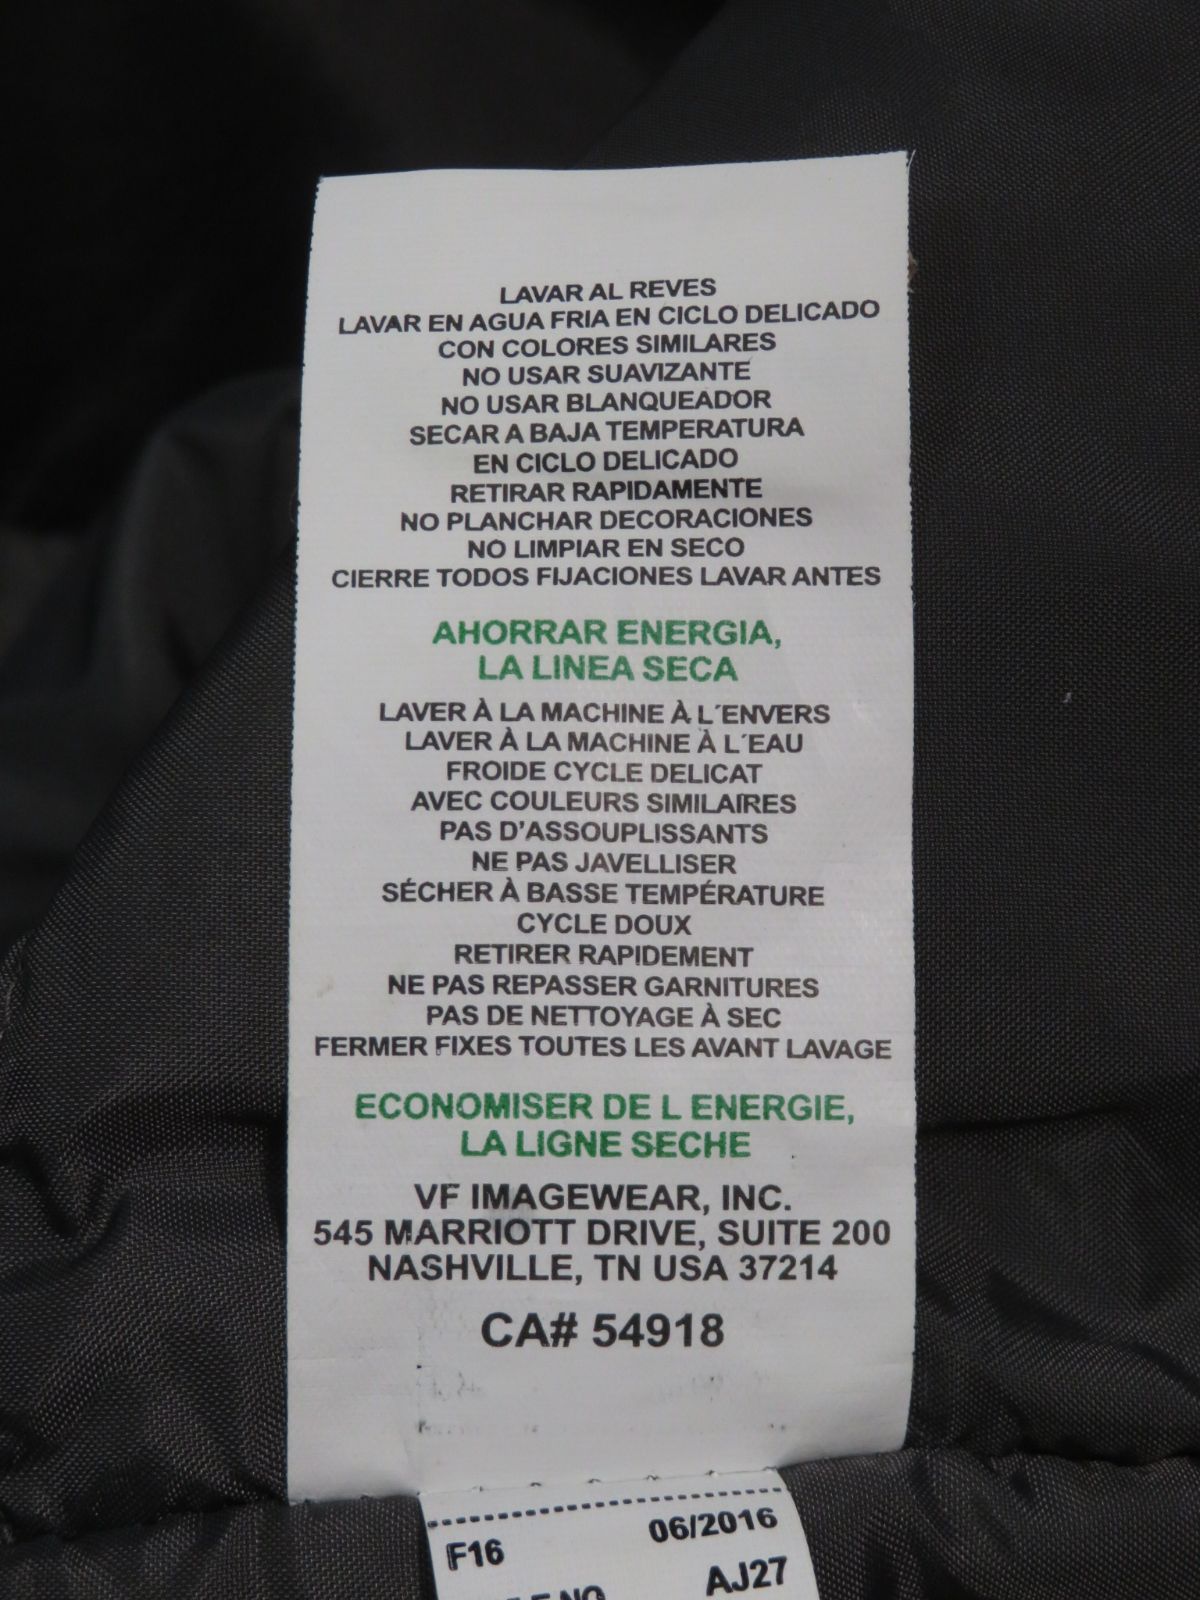 LAVAR AL REVES
LAVAR EN AGUA FRIA EN CICLO DELICADO
CON COLORES SIMILARES
NO USAR SUAVIZANTE
NO USAR BLANQUEADOR
SECAR A BAJA TEMPERATURA
EN CICLO DELICADO
RETIRAR RAPIDAMENTE
NO PLANCHAR DECORACIONES
NO LIMPIAR EN SECO
CIERRE TODOS FIJACIONES LAVAR ANTES
AHORRAR ENERGIA,
LA LINEA SECA
LAVER À LA MACHINE À L´ENVERS
LAVER À LA MACHINE À L´EAU
FROIDE CYCLE DELICAT
AVEC COULEURS SIMILAIRES
PAS D’ASSOUPLISSANTS
NE PAS JAVELLISER
SÉCHER À BASSE TEMPÉRATURE
CYCLE DOUX
RETIRER RAPIDEMENT
NE PAS REPASSER GARNITURES
PAS DE NETTOYAGE À SEC
FERMER FIXES TOUTES LES AVANT LAVAGE
ECONOMISER DE L ENERGIE,
LA LIGNE SECHE
VF IMAGEWEAR, INC.
545 MARRIOTT DRIVE, SUITE 200
NASHVILLE, TN USA 37214
CA# 54918
F16 06/2016
AJ27